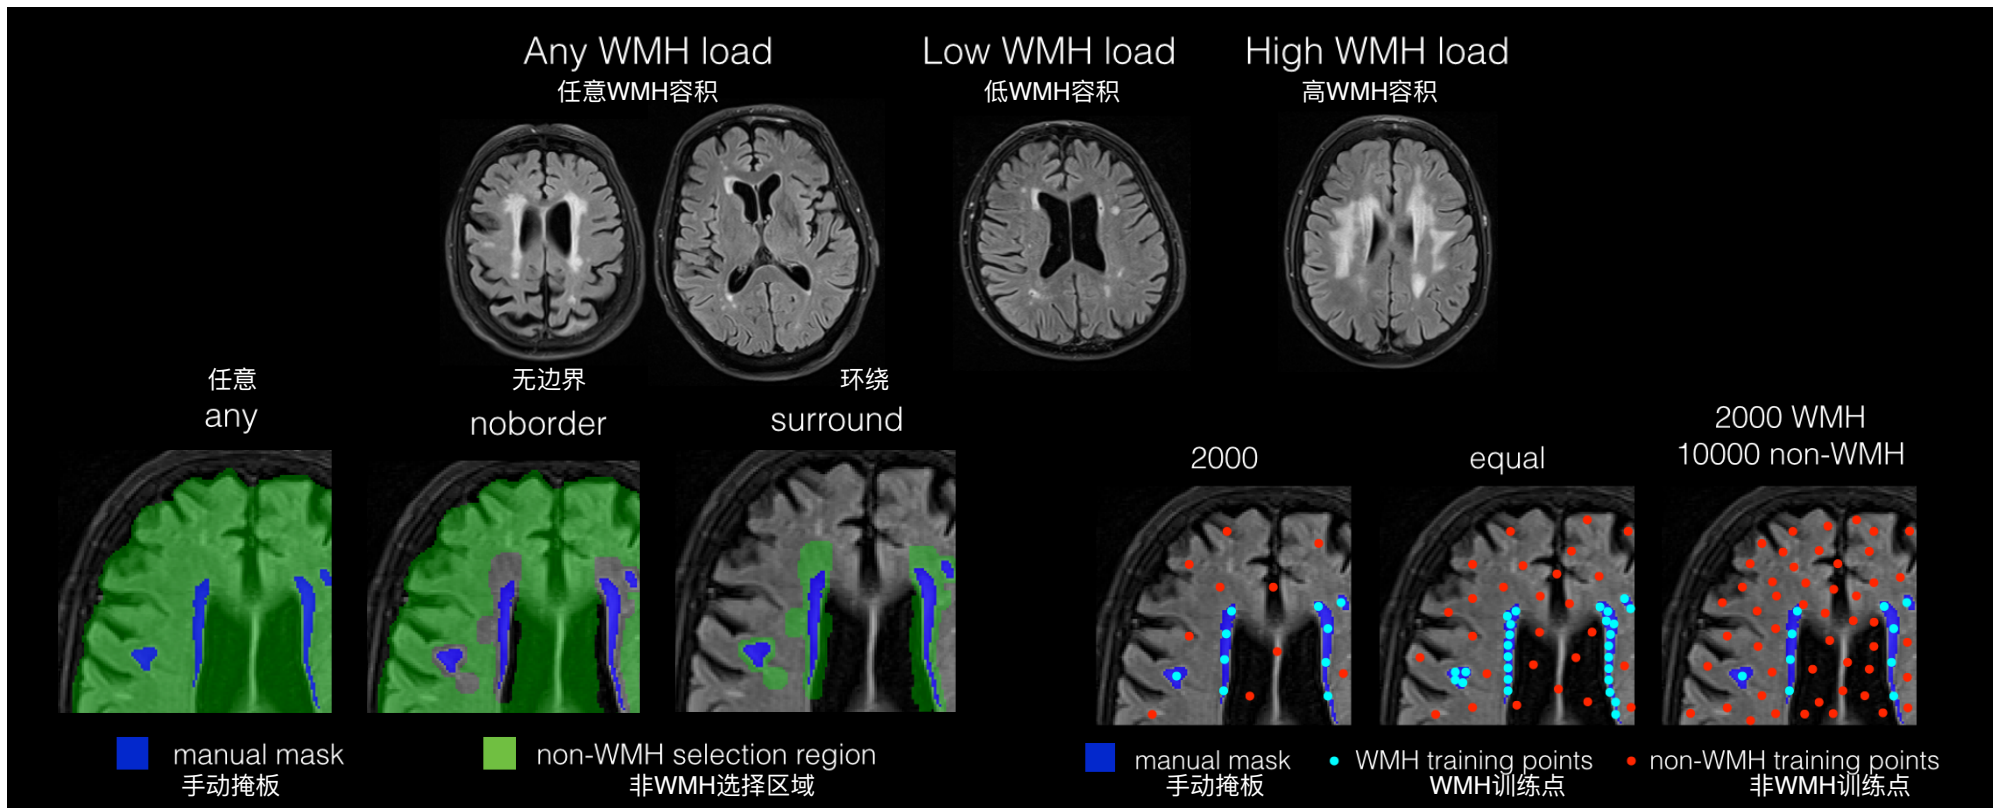 Any WMH load
任意WMH容积
Low WMH load
低WMH容积
High WMH load
高WMH容积
任意
any
无边界
noborder
环绕
surround
2000
equal
2000 WMH
10000 non-WMH
manual mask
手动掩板
non-WMH selection region
非WMH选择区域
manual mask
手动掩板
WMH training points
WMH训练点
non-WMH training points
非WMH训练点